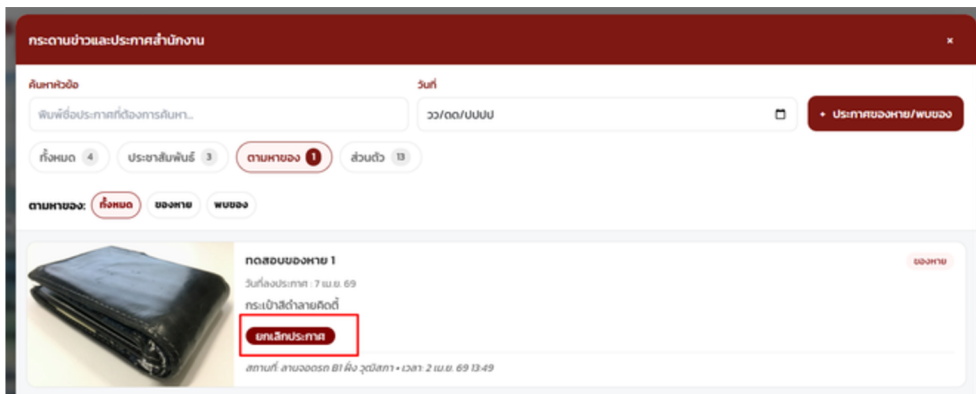 กระดานข่าวและประกาศสำนักงาน ×
ค้นหาหัวข้อ วันที่
พิมพ์ชื่อประกาศที่ต้องการค้นหา... วว/ดด/ปปปป + ประกาศของหาย/พบของ
ทั้งหมด 4 ประชาสัมพันธ์ 3 ตามหาของ 1 ส่วนตัว 13
ตามหาของ: ทั้งหมด ของหาย พบของ
ทดสอบของหาย 1 ของหาย
วันที่ลงประกาศ : 7 เม.ย. 69
กระเป๋าสีดำลายคิตตี้
ยกเลิกประกาศ
สถานที่: ลานจอดรถ B1 ฝั่ง วุฒิสภา • เวลา: 2 เม.ย. 69 13:49